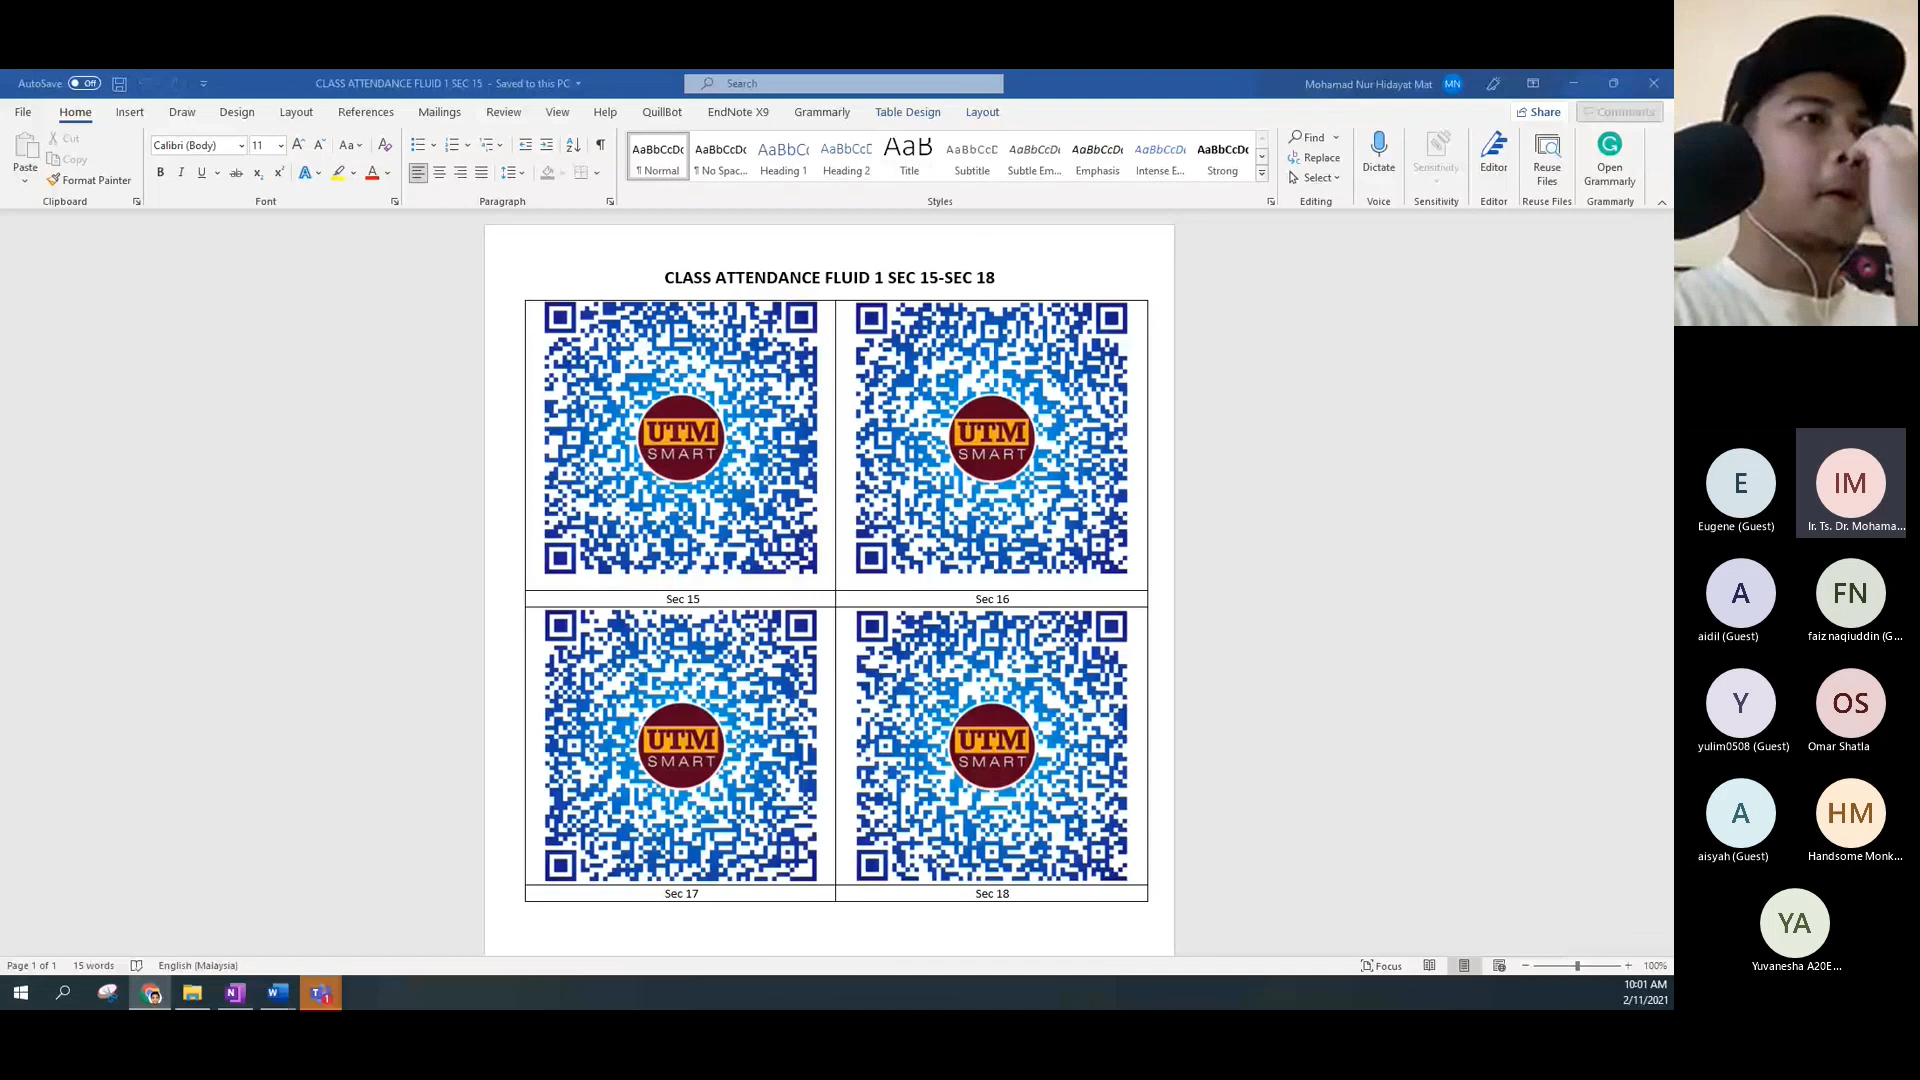 AutoSave Off CLASS ATTENDANCE FLUID 1 SEC 15 - Saved to this PC Search Mohamad Nur Hidayat Mat MN
File Home Insert Draw Design Layout References Mailings Review View Help QuillBot EndNote X9 Grammarly Table Design Layout Share Comments
Paste Cut Copy Format Painter
Calibri (Body) 11
AaBbCcDc AaBbCcDc AaBbCc AaBbCcE AaB AaBbCcD AaBbCcDt AaBbCcDt AaBbCcDt AaBbCcDc
¶ Normal ¶ No Spac... Heading 1 Heading 2 Title Subtitle Subtle Em... Emphasis Intense E... Strong
Find Replace Select
Dictate Sensitivity Editor Reuse Files Open Grammarly
Clipboard Font Paragraph Styles Editing Voice Sensitivity Editor Reuse Files Grammarly
CLASS ATTENDANCE FLUID 1 SEC 15-SEC 18
UTM SMART UTM SMART
Sec 15 Sec 16
UTM SMART UTM SMART
Sec 17 Sec 18
Page 1 of 1 15 words English (Malaysia) Focus 100%
10:01 AM
2/11/2021
E IM
Eugene (Guest) Ir. Ts. Dr. Mohama...
A FN
aidil (Guest) faiz naqiuddin (G...
Y OS
yulim0508 (Guest) Omar Shatla
A HM
aisyah (Guest) Handsome Monk...
YA
Yuvanesha A20E...